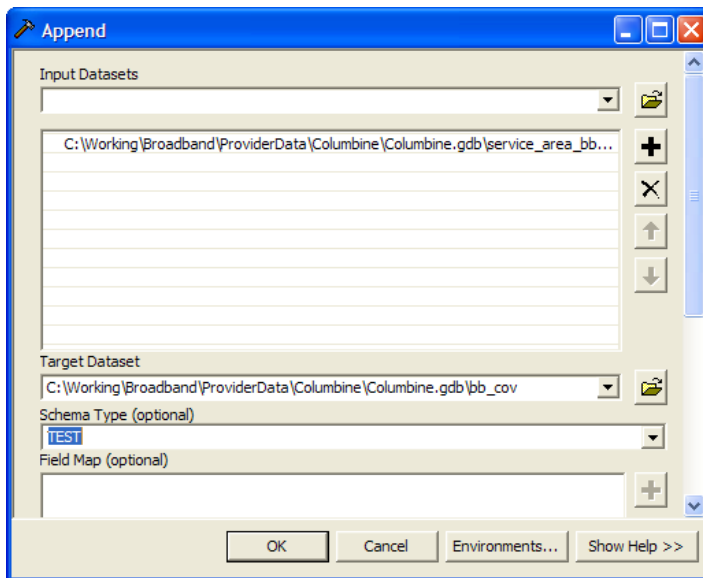 Append
Input Datasets
C:\Working\Broadband\ProviderData\Columbine\Columbine.gdb\service_area_bb...
Target Dataset
C:\Working\Broadband\ProviderData\Columbine\Columbine.gdb\bb_cov
Schema Type (optional)
TEST
Field Map (optional)
OK Cancel Environments... Show Help >>